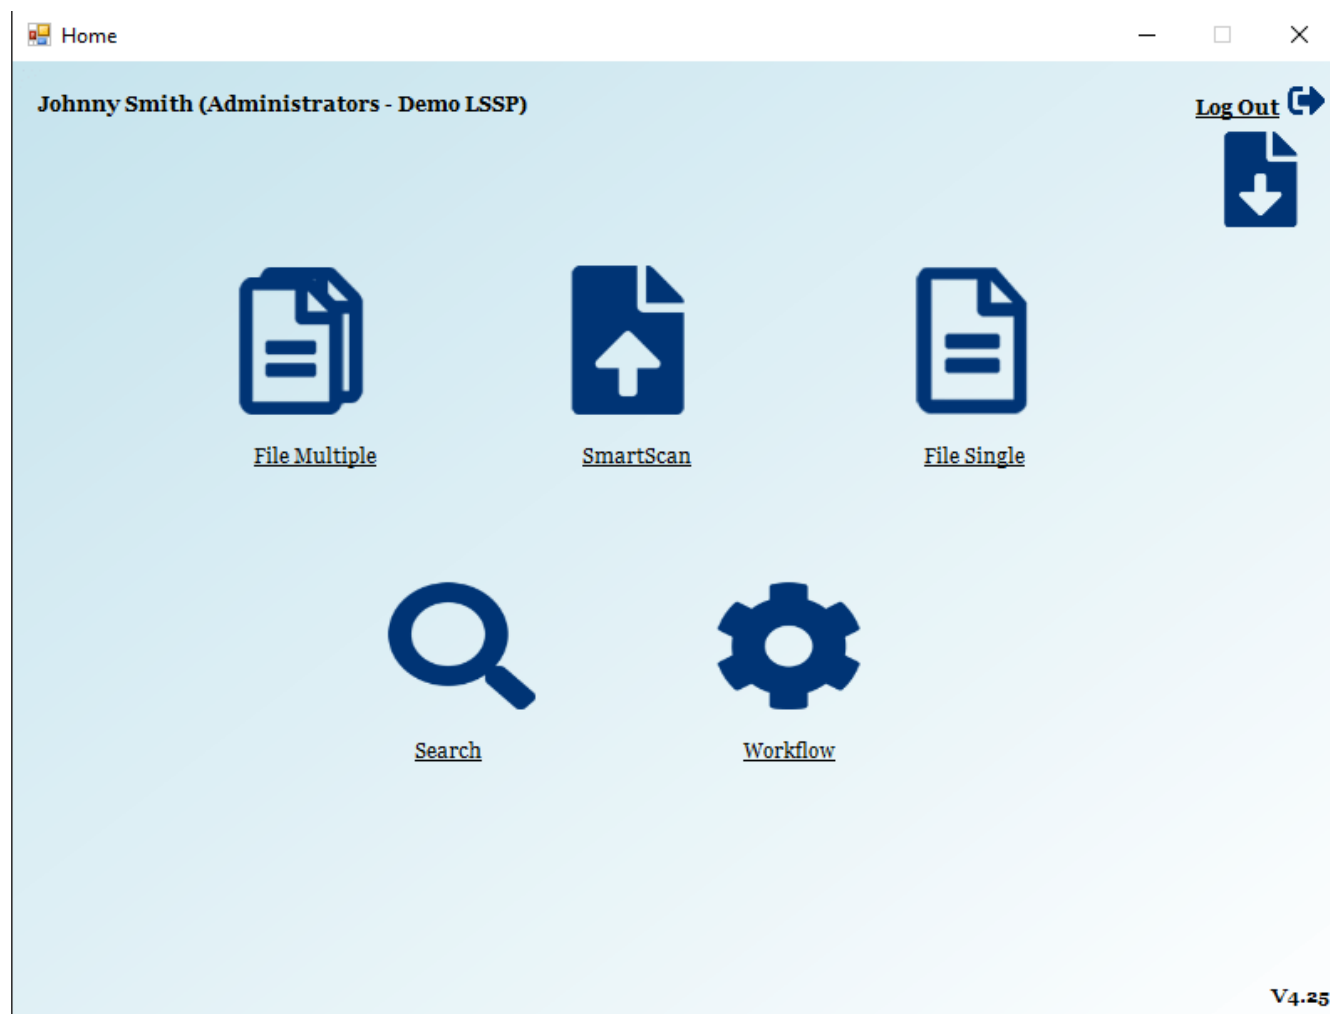 Home
Johnny Smith (Administrators - Demo LSSP)
Log Out
File Multiple
SmartScan
File Single
Search
Workflow
V4.25